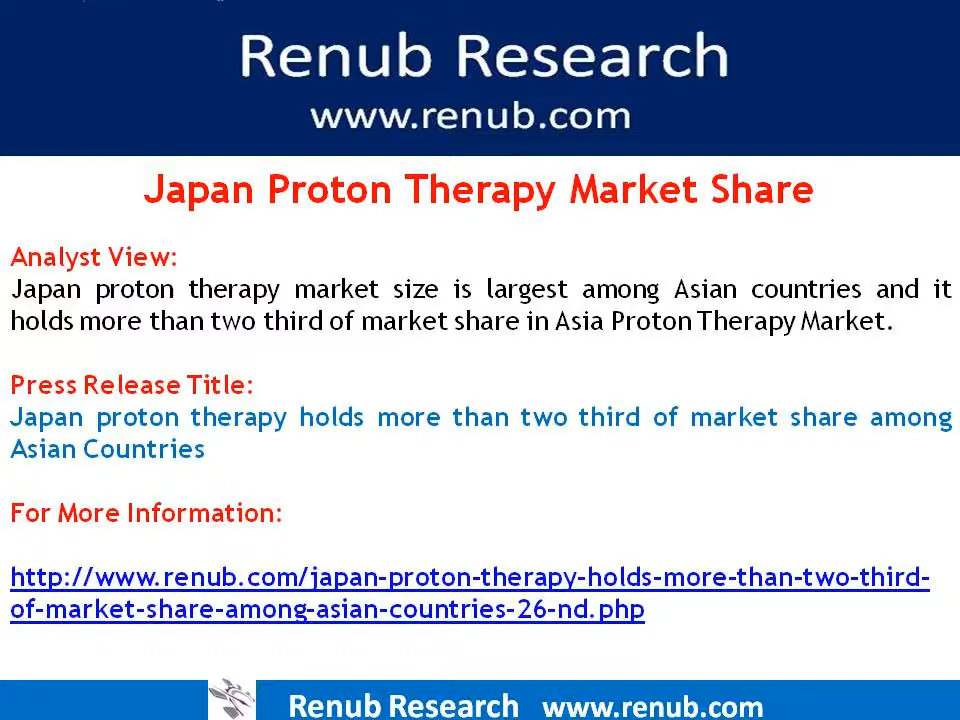 Renub Research
www.renub.com
Japan Proton Therapy Market Share
Analyst View:
Japan proton therapy market size is largest among Asian countries and it
holds more than two third of market share in Asia Proton Therapy Market.
Press Release Title:
Japan proton therapy holds more than two third of market share among
Asian Countries
For More Information:
http://www.renub.com/japan-proton-therapy-holds-more-than-two-third-
of-market-share-among-asian-countries-26-nd.php
Renub Research www.renub.com